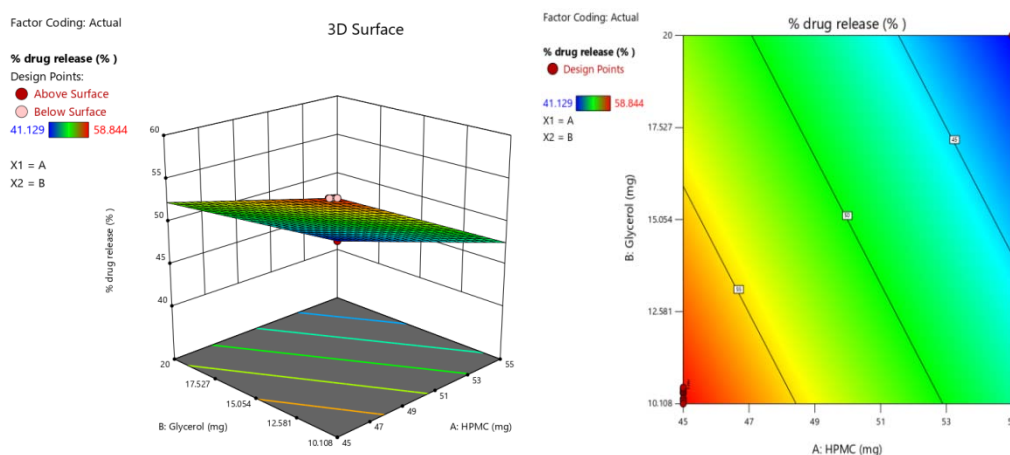 Factor Coding: Actual
3D Surface
% drug release (% )
Design Points:
Above Surface
Below Surface
41.129 58.844
X1 = A
X2 = B
% drug release (% )
60
55
50
45
40
20
17.527
15.054
12.581
10.108
B: Glycerol (mg)
45
47
49
51
53
55
A: HPMC (mg)
Factor Coding: Actual
% drug release (% )
% drug release (% )
Design Points
41.129 58.844
X1 = A
X2 = B
B: Glycerol (mg)
20
17.527
15.054
12.581
10.108
45
50
55
45 47 49 51 53
A: HPMC (mg)